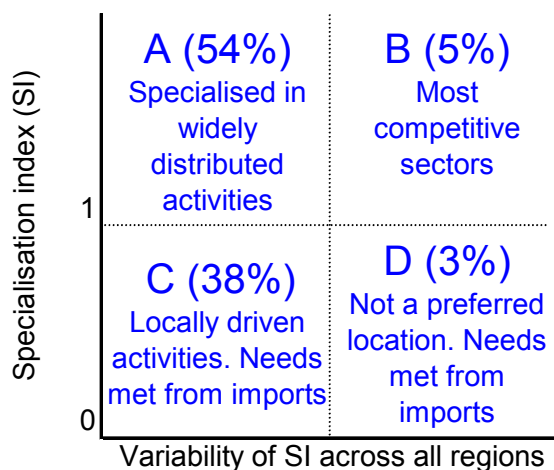 Specialisation index (SI)
1
0
A (54%)
Specialised in
widely
distributed
activities
B (5%)
Most
competitive
sectors
C (38%)
Locally driven
activities. Needs
met from imports
D (3%)
Not a preferred
location. Needs
met from
imports
Variability of SI across all regions